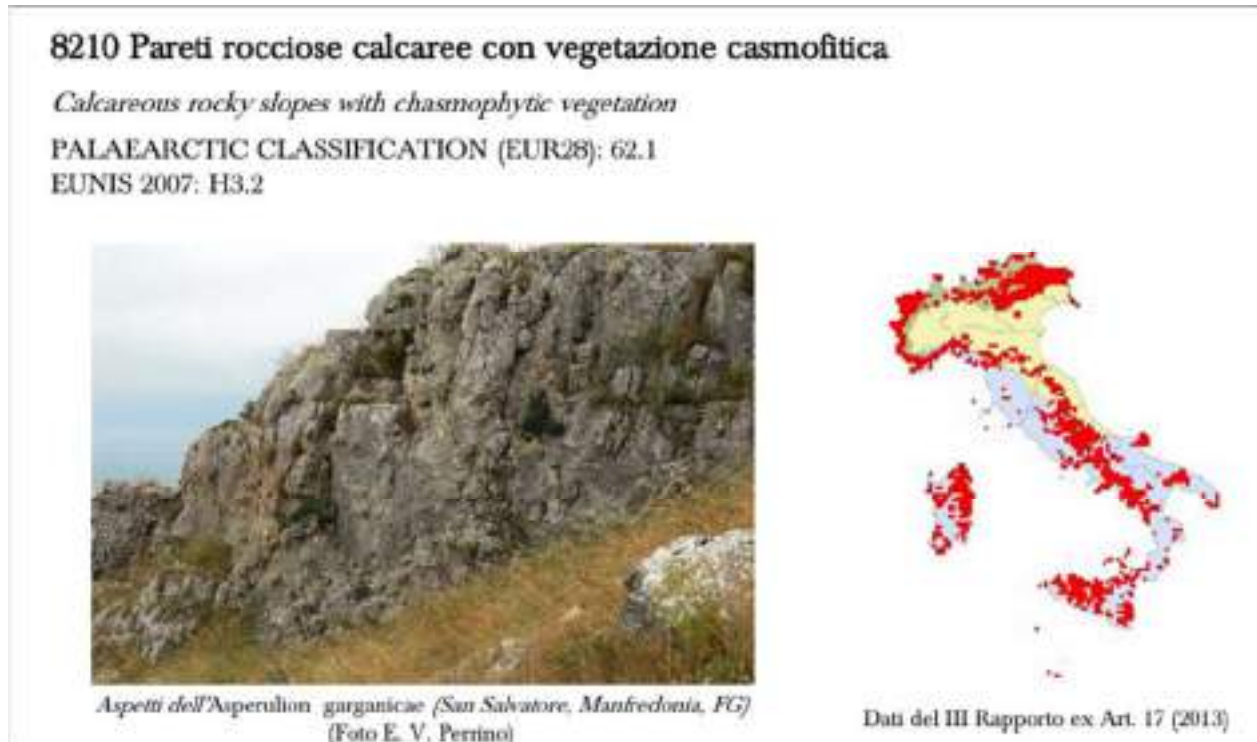 8210 Pareti rocciose calcaree con vegetazione casmofitica
Calcareous rocky slopes with chasmophytic vegetation
PALAEARCTIC CLASSIFICATION (EUR28): 62.1
EUNIS 2007: H3.2
Aspetti dell'Asperulion garganicae (San Salvatore, Manfredonia, FG)
(Foto E. V. Perrino)
Dati del III Rapporto ex Art. 17 (2013)